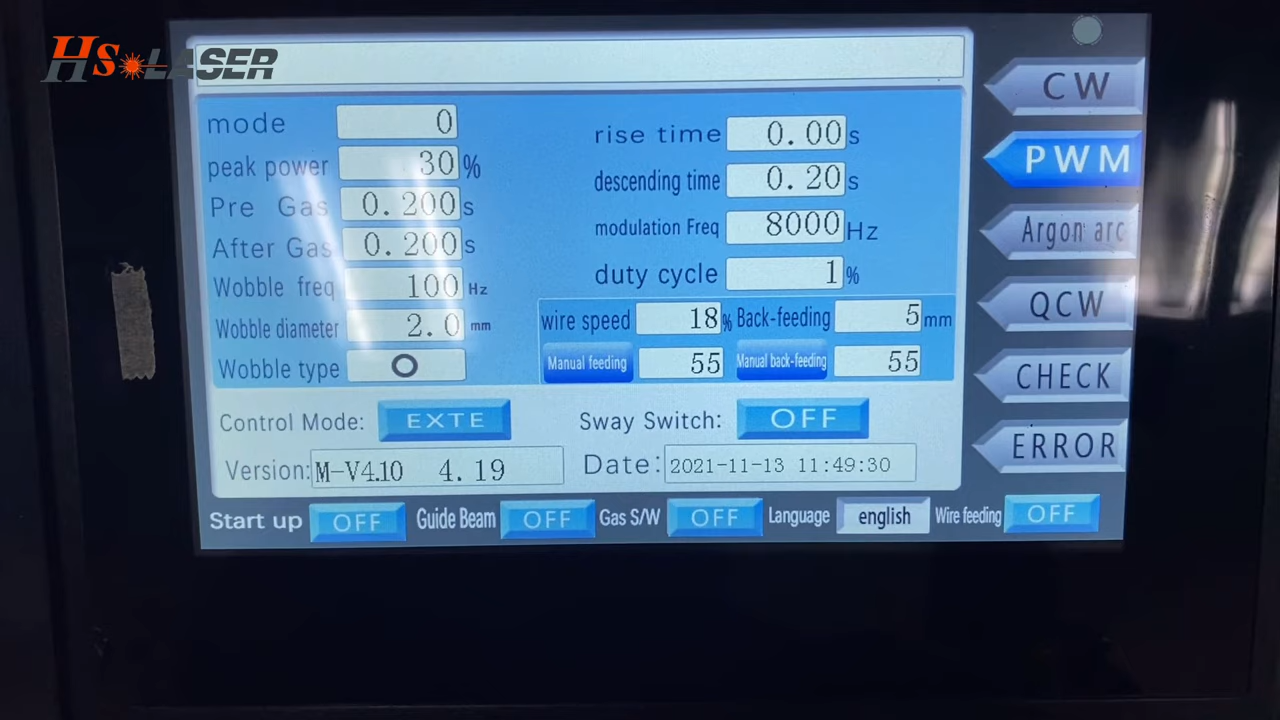 Hs LASER
mode 0
peak power 30 %
Pre Gas 0.200 s
After Gas 0.200 s
Wobble freq 100 Hz
Wobble diameter 2.0 mm
Wobble type
rise time 0.00 s
descending time 0.20 s
modulation Freq 8000 Hz
duty cycle 1 %
wire speed 18 % Back-feeding 5 mm
Manual feeding 55 Manual back-feeding 55
Control Mode: EXTE Sway Switch: OFF
Version: M-V4.10 4.19 Date: 2021-11-13 11:49:30
Start up OFF Guide Beam OFF Gas S/W OFF Language english Wire feeding OFF
CW
PWM
Argon arc
QCW
CHECK
ERROR